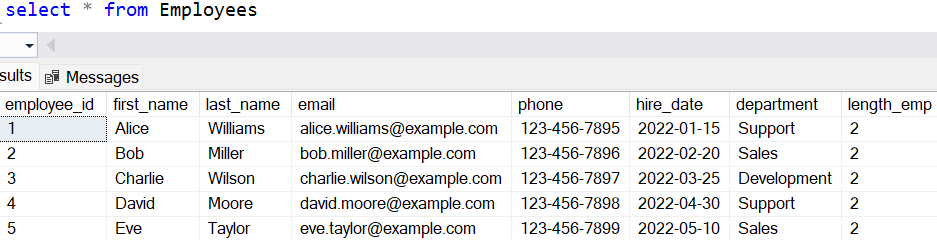 select * from Employees
sults Messages
employee_id first_name last_name email phone hire_date department length_emp
1 Alice Williams alice.williams@example.com 123-456-7895 2022-01-15 Support 2
2 Bob Miller bob.miller@example.com 123-456-7896 2022-02-20 Sales 2
3 Charlie Wilson charlie.wilson@example.com 123-456-7897 2022-03-25 Development 2
4 David Moore david.moore@example.com 123-456-7898 2022-04-30 Support 2
5 Eve Taylor eve.taylor@example.com 123-456-7899 2022-05-10 Sales 2